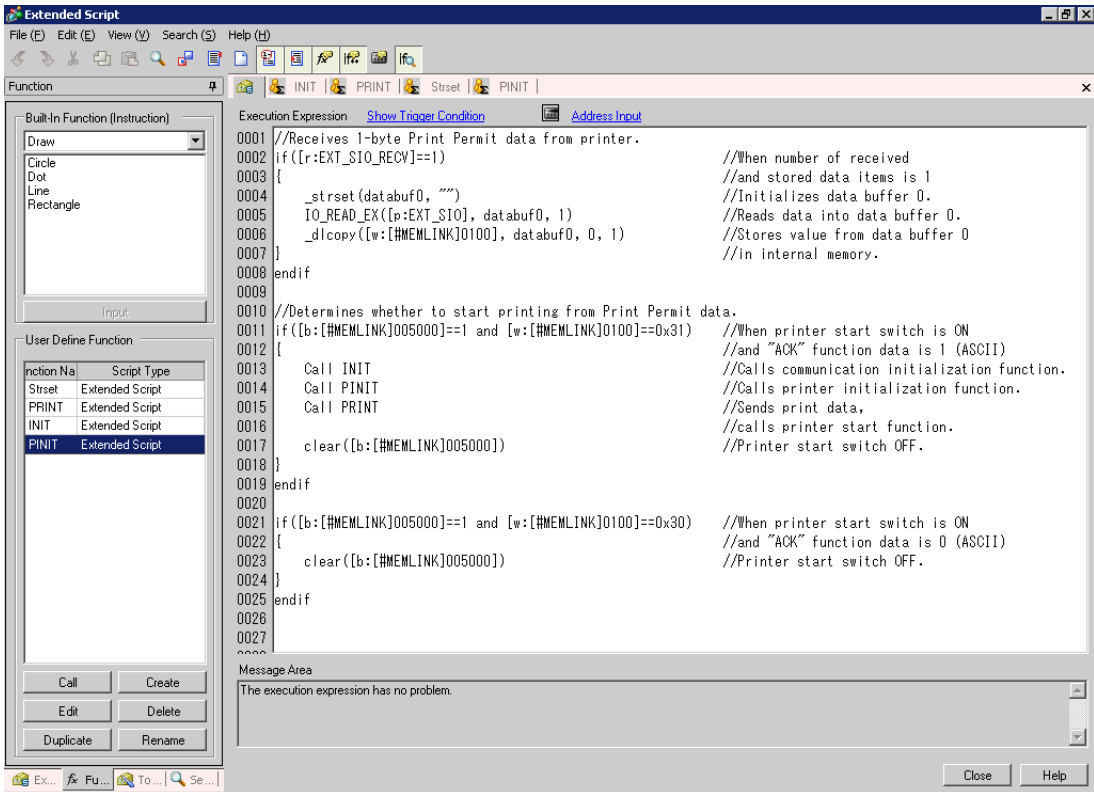 Extended Script
File (F) Edit (E) View (V) Search (S) Help (H)
Function
INIT PRINT Strset PINIT
Built-In Function (Instruction)
Draw
Circle
Dot
Line
Rectangle
Input
User Define Function
nction Na Script Type
Strset Extended Script
PRINT Extended Script
INIT Extended Script
PINIT Extended Script
Call Create
Edit Delete
Duplicate Rename
Ex... Fu... To... Se...
Execution Expression Show Trigger Condition Address Input
0001 //Receives 1-byte Print Permit data from printer.
0002 if([r:EXT_SIO_RECV]==1) //When number of received
0003 { //and stored data items is 1
0004 _strset(databuf0, "") //Initializes data buffer 0.
0005 IO_READ_EX([p:EXT_SIO], databuf0, 1) //Reads data into data buffer 0.
0006 _dlcopy([w:[#MEMLINK]0100], databuf0, 0, 1) //Stores value from data buffer 0
0007 } //in internal memory.
0008 endif
0009
0010 //Determines whether to start printing from Print Permit data.
0011 if([b:[#MEMLINK]005000]==1 and [w:[#MEMLINK]0100]==0x31) //When printer start switch is ON
0012 { //and "ACK" function data is 1 (ASCII)
0013 Call INIT //Calls communication initialization function.
0014 Call PINIT //Calls printer initialization function.
0015 Call PRINT //Sends print data,
0016 //calls printer start function.
0017 clear([b:[#MEMLINK]005000]) //Printer start switch OFF.
0018 }
0019 endif
0020
0021 if([b:[#MEMLINK]005000]==1 and [w:[#MEMLINK]0100]==0x30) //When printer start switch is ON
0022 { //and "ACK" function data is 0 (ASCII)
0023 clear([b:[#MEMLINK]005000]) //Printer start switch OFF.
0024 }
0025 endif
0026
0027
Message Area
The execution expression has no problem.
Close Help